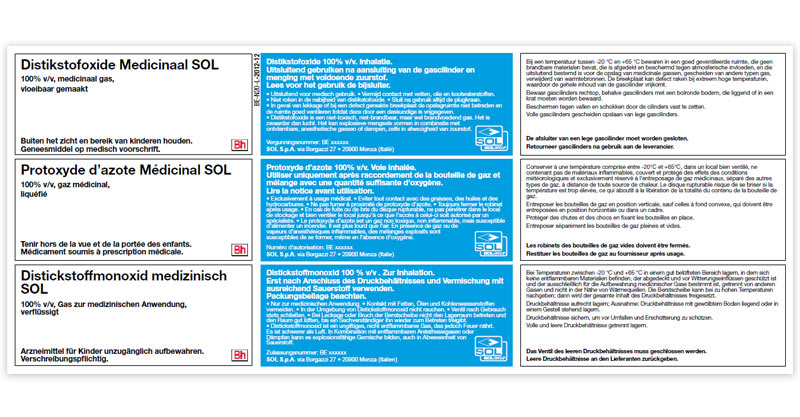 Distikstofoxide Medicinaal SOL
100% v/v, medicinaal gas,
vloeibaar gemaakt
Buiten het zicht en bereik van kinderen houden.
Geneesmiddel op medisch voorschrift.
Bh
BE-N20-L-2012-12
Distikstofoxide 100% v/v. Inhalatie.
Uitsluitend gebruiken na aansluiting van de gascilinder en
menging met voldoende zuurstof.
Lees voor het gebruik de bijsluiter.
• Uitsluitend voor medisch gebruik. • Vermijd contact met vetten, olie en koolwaterstoffen.
• Niet roken in de nabijheid van distikstofoxide. • Sluit na gebruik altijd de plugkraan.
• In geval van lekkage of bij een defect geraakte breekplaat de opslagruimte niet betreden en
de ruimte goed ventileren totdat deze door een deskundige is vrijgegeven.
• Distikstofoxide is een niet-toxisch, niet-brandbaar, maar wel brandvoedend gas. Het is
zwaarder dan lucht. Het kan explosieve mengsels vormen in combinatie met
ontvlambare, anesthetische gassen of dampen, zelfs in afwezigheid van zuurstof.
Vergunningsnummer: BE xxxxxx
SOL S.p.A. via Borgazzi 27 • 20900 Monza (Italië)
SOL
SOLGROUP
Bij een temperatuur tussen -20 °C en +65 °C bewaren in een goed geventileerde ruimte, die geen
brandbare materialen bevat, die is afgedekt en beschermd tegen atmosferische invloeden, en die
uitsluitend bestemd is voor de opslag van medicinale gassen, gescheiden van andere typen gas,
verwijderd van warmtebronnen. De breekplaat kan defect raken bij extreem hoge temperaturen,
waardoor de gehele inhoud van de gascilinder vrijkomt.
Bewaar gascilinders rechtop, behalve gascilinders met een bolronde bodem, die liggend of in een
krat moeten worden bewaard.
Beschermen tegen vallen en schokken door de cilinders vast te zetten.
Volle gascilinders gescheiden opslaan van lege gascilinders.
De afsluiter van een lege gascilinder moet worden gesloten.
Retourneer gascilinders na gebruik aan de leverancier.
Protoxyde d'azote Médicinal SOL
100% v/v, gaz médicinal,
liquéfié
Tenir hors de la vue et de la portée des enfants.
Médicament soumis à prescription médicale.
Bh
Protoxyde d'azote 100% v/v. Voie Inhalée.
Utiliser uniquement après raccordement de la bouteille de gaz et
mélange avec une quantité suffisante d'oxygène.
Lire la notice avant utilisation.
• Exclusivement à usage médical. • Eviter tout contact avec des graisses, des huiles et des
hydrocarbures. • Ne pas fumer à proximité de protoxyde d'azote. • Toujours fermer le robinet
après usage. • En cas de fuite ou de bris du disque rupturable, ne pas pénétrer dans le local
de stockage et bien ventiler le local jusqu'à ce que l'accès à celui-ci soit autorisé par un
spécialiste. • Le protoxyde d'azote est un gaz non toxique, non inflammable, mais susceptible
d'alimenter un incendie. Il est plus lourd que l'air. En présence de gaz ou de
vapeurs d'anesthésiques inflammables, des mélanges explosifs sont
susceptibles de se former, même en l'absence d'oxygène.
Numéro d'autorisation: BE xxxxxx
SOL S.p.A. via Borgazzi 27 • 20900 Monza (Italie)
SOL
SOLGROUP
Conserver à une température comprise entre -20°C et +65°C, dans un local bien ventilé, ne
contenant pas de matériaux inflammables, couvert et protégé des effets des conditions
météorologiques et exclusivement réservé à l'entreposage de gaz médicinaux, séparé des autres
types de gaz, à distance de toute source de chaleur. Le disque rupturable risque de se briser si la
température est trop élevée, ce qui aboutit à la libération de la totalité du contenu de la bouteille de
gaz.
Entreposer les bouteilles de gaz en position verticale, sauf celles à fond convexe, qui doivent être
entreposées en position horizontale ou dans un cadre.
Protéger des chutes et des chocs en fixant les bouteilles en place.
Entreposer séparément les bouteilles de gaz pleines et vides.
Les robinets des bouteilles de gaz vides doivent être fermés.
Restituer les bouteilles de gaz au fournisseur après usage.
Distickstoffmonoxid medizinisch
SOL
100% v/v, Gas zur medizinischen Anwendung,
verflüssigt
Arzneimittel für Kinder unzugänglich aufbewahren.
Verschreibungspflichtig.
Bh
Distickstoffmonoxid 100 % v/v . Zur Inhalation.
Erst nach Anschluss des Druckbehältnisses und Vermischung mit
ausreichend Sauerstoff verwenden.
Packungsbeilage beachten.
• Nur zur medizinischen Anwendung. • Kontakt mit Fetten, Ölen und Kohlenwasserstoffen
vermeiden. • In der Umgebung von Distickstoffmonoxid nicht rauchen. • Ventil nach Gebrauch
stets schließen. • Bei Leckage oder Bruch der Berstscheibe nicht den Lagerraum betreten und
den Raum gut lüften, bis ein Sachverständiger ihn wieder zum Betreten freigibt.
• Distickstoffmonoxid ist ein ungiftiges, nicht entflammbares Gas, das jedoch Feuer nährt.
Es ist schwerer als Luft. In Kombination mit entflammbaren Anästhesiegasen oder
Dämpfen kann es explosionsfähige Gemische bilden, auch in Abwesenheit von
Sauerstoff.
Zulassungsnummer: BE xxxxxx
SOL S.p.A. via Borgazzi 27 • 20900 Monza (Italien)
SOL
SOLGROUP
Bei Temperaturen zwischen -20 °C und +65 °C in einem gut belüfteten Bereich lagern, in dem sich
keine entflammbaren Materialien befinden, der abgedeckt und vor Witterungseinflüssen geschützt ist
und der ausschließlich für die Aufbewahrung medizinischer Gase bestimmt ist, getrennt von anderen
Gasen und nicht in der Nähe von Wärmequellen. Die Berstscheibe kann bei zu hohen Temperaturen
nachgeben; dann wird der gesamte Inhalt des Druckbehältnisses freigesetzt.
Druckbehältnisse aufrecht lagern; Ausnahme: Druckbehältnisse mit gewölbtem Boden liegend oder in
einem Gestell stehend lagern.
Druckbehältnisse sichern, um vor Umfallen und Erschütterung zu schützen.
Volle und leere Druckbehältnisse getrennt lagern.
Das Ventil des leeren Druckbehältnisses muss geschlossen werden.
Leere Druckbehältnisse an den Lieferanten zurückgeben.